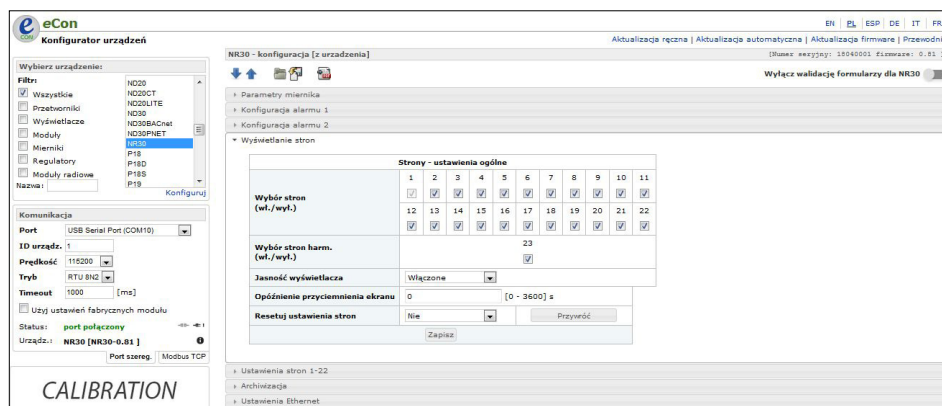 eCon
COM
Konfigurator urządzeń
EN | PL | ESP | DE | IT | FR
Aktualizacja ręczna | Aktualizacja automatyczna | Aktualizacja firmware | Przewodni
Wybierz urządzenie:
Filtr:
Wszystkie
Przetworniki
Wyświetlacze
Moduły
Mierniki
Regulatory
Moduły radiowe
Nazwa:
ND20
ND20CT
ND20LITE
ND30
ND30BACnet
ND30PNET
NR30
P18
P18D
P18S
P19
Konfiguruj
Komunikacja
Port USB Serial Port (COM10)
ID urządz. 1
Prędkość 115200
Tryb RTU 8N2
Timeout 1000 [ms]
Użyj ustawień fabrycznych modułu
Status: port połączony
Urządz.: NR30 [NR30-0.81 ]
Port szereg. Modbus TCP
CALIBRATION
NR30 - konfiguracja [z urzadzenia]
[Numer seryjny: 18040001 firmware: 0.81 ]
Wyłącz walidację formularzy dla NR30
Parametry miernika
Konfiguracja alarmu 1
Konfiguracja alarmu 2
Wyświetlanie stron
Strony - ustawienia ogólne
Wybór stron
(wł./wył.)
1 2 3 4 5 6 7 8 9 10 11
12 13 14 15 16 17 18 19 20 21 22
Wybór stron harm.
(wł./wył.)
23
Jasność wyświetlacza Włączone
Opóźnienie przyciemnienia ekranu 0 [0 - 3600] s
Resetuj ustawienia stron Nie Przywróć
Zapisz
Ustawienia stron 1-22
Archiwizacja
Ustawienia Ethernet